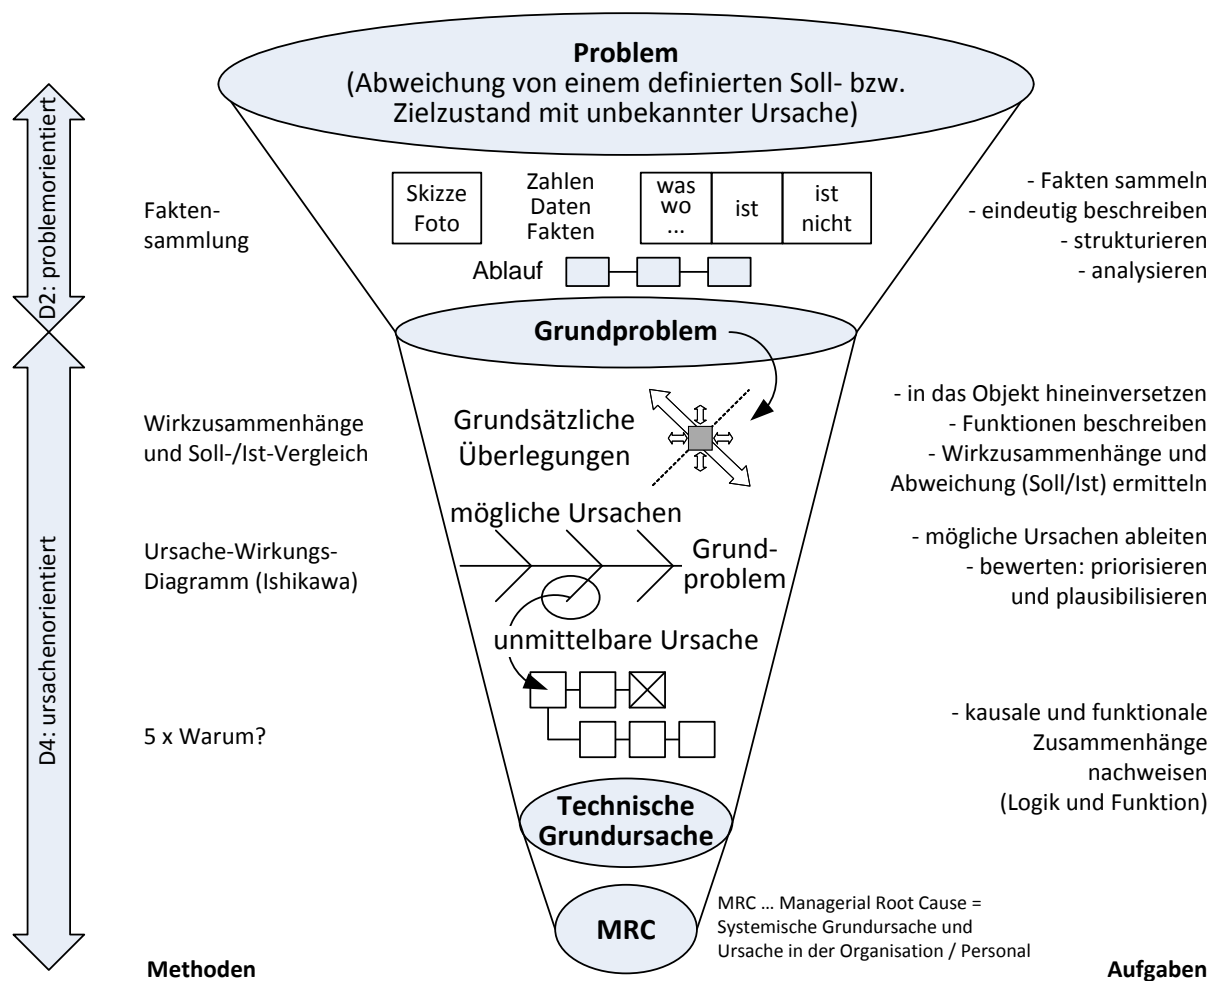 Problem
(Abweichung von einem definierten Soll- bzw.
Zielzustand mit unbekannter Ursache)
D2: problemorientiert
Fakten-
sammlung
Skizze
Foto
Zahlen
Daten
Fakten
was
wo
...
ist
ist
nicht
Ablauf
- Fakten sammeln
- eindeutig beschreiben
- strukturieren
- analysieren
Grundproblem
D4: ursachenorientiert
Wirkzusammenhänge
und Soll-/Ist-Vergleich
Grundsätzliche
Überlegungen
- in das Objekt hineinversetzen
- Funktionen beschreiben
- Wirkzusammenhänge und
Abweichung (Soll/Ist) ermitteln
Ursache-Wirkungs-
Diagramm (Ishikawa)
mögliche Ursachen
Grund-
problem
- mögliche Ursachen ableiten
- bewerten: priorisieren
und plausibilisieren
unmittelbare Ursache
5 x Warum?
- kausale und funktionale
Zusammenhänge
nachweisen
(Logik und Funktion)
Technische
Grundursache
MRC
MRC ... Managerial Root Cause =
Systemische Grundursache und
Ursache in der Organisation / Personal
Methoden
Aufgaben